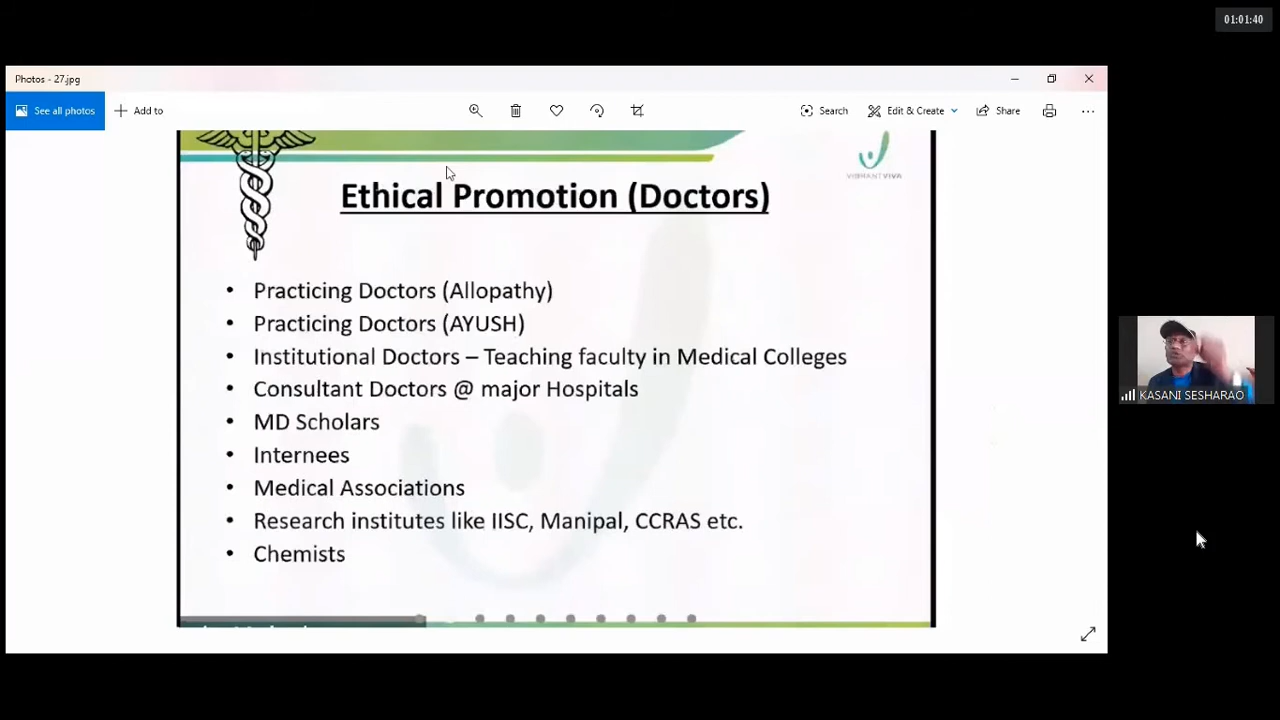 01:01:40
Photos - 27.jpg
See all photos
Add to
Search
Edit & Create
Share
VIBRANT VIVA
Ethical Promotion (Doctors)
• Practicing Doctors (Allopathy)
• Practicing Doctors (AYUSH)
• Institutional Doctors – Teaching faculty in Medical Colleges
• Consultant Doctors @ major Hospitals
• MD Scholars
• Internees
• Medical Associations
• Research institutes like IISC, Manipal, CCRAS etc.
• Chemists
KASANI SESHARAO